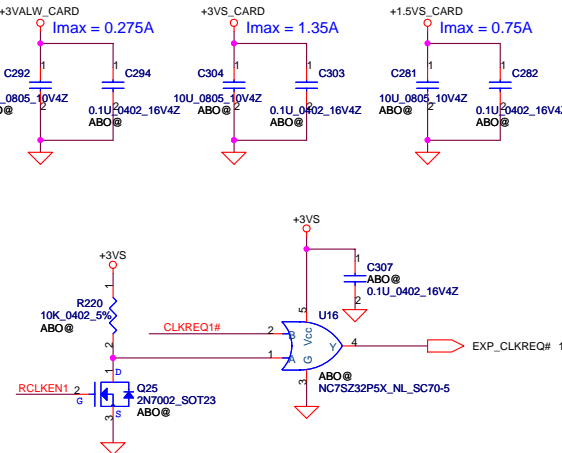 +3VALW_CARD
Imax = 0.275A
+3VS_CARD
Imax = 1.35A
+1.5VS_CARD
Imax = 0.75A
1
1
1
1
1
1
C292
C294
C304
C303
C281
C282
U_0805_10V4Z
10U_0805_10V4Z
10U_0805_10V4Z
2
2
2
2
2
2
0.1U_0402_16V4Z
0.1U_0402_16V4Z
0.1U_0402_16V4Z
ABO@
ABO@
ABO@
ABO@
ABO@
+3VS
+3VS
1
C307
ABO@
0.1U_0402_16V4Z
2
1
R220
10K_0402_5%
ABO@
2
5
U16
CLKREQ1#
2
B
Vcc
Y
4
EXP_CLKREQ# 1
1
A
G
3
ABO@
NC7SZ32P5X_NL_SC70-5
1
D
RCLKEN1
2
G
Q25
2N7002_SOT23
ABO@
S
3